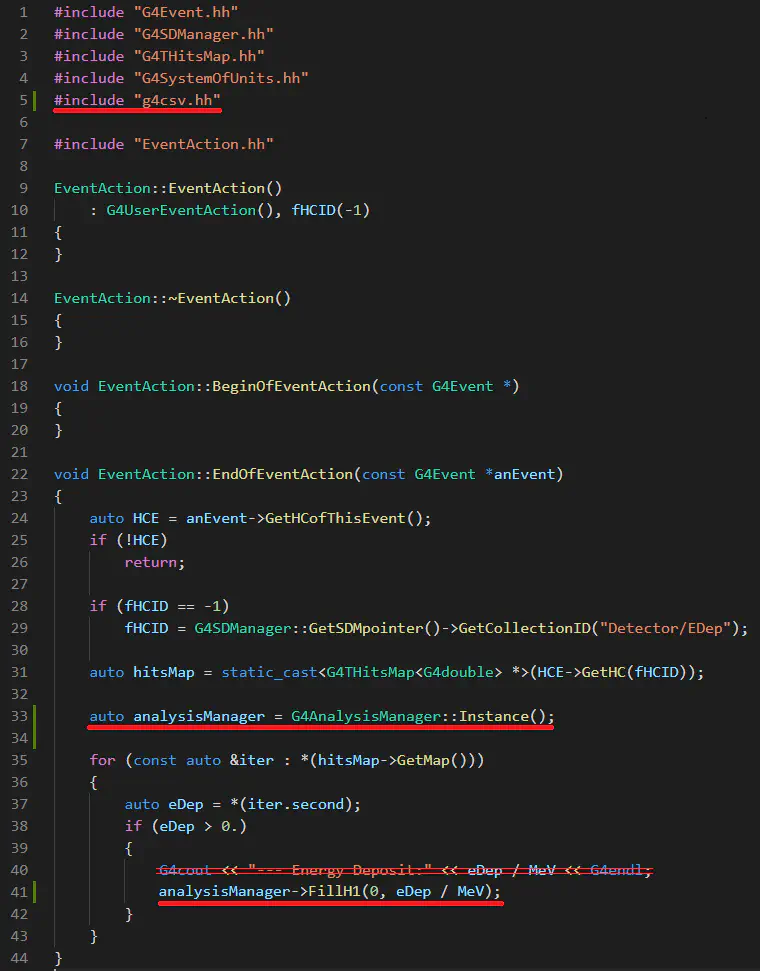 1 #include "G4Event.hh"
2 #include "G4SDManager.hh"
3 #include "G4THitsMap.hh"
4 #include "G4SystemOfUnits.hh"
5 #include "g4csv.hh"
6
7 #include "EventAction.hh"
8
9 EventAction::EventAction()
10     : G4UserEventAction(), fHCID(-1)
11 {
12 }
13
14 EventAction::~EventAction()
15 {
16 }
17
18 void EventAction::BeginOfEventAction(const G4Event *)
19 {
20 }
21
22 void EventAction::EndOfEventAction(const G4Event *anEvent)
23 {
24     auto HCE = anEvent->GetHCofThisEvent();
25     if (!HCE)
26         return;
27
28     if (fHCID == -1)
29         fHCID = G4SDManager::GetSDMpointer()->GetCollectionID("Detector/EDep");
30
31     auto hitsMap = static_cast<G4THitsMap<G4double> *>(HCE->GetHC(fHCID));
32
33     auto analysisManager = G4AnalysisManager::Instance();
34
35     for (const auto &iter : *(hitsMap->GetMap()))
36     {
37         auto eDep = *(iter.second);
38         if (eDep > 0.)
39         {
40             G4cout << "--- Energy Deposit:" << eDep / MeV << G4endl;
41             analysisManager->FillH1(0, eDep / MeV);
42         }
43     }
44 }